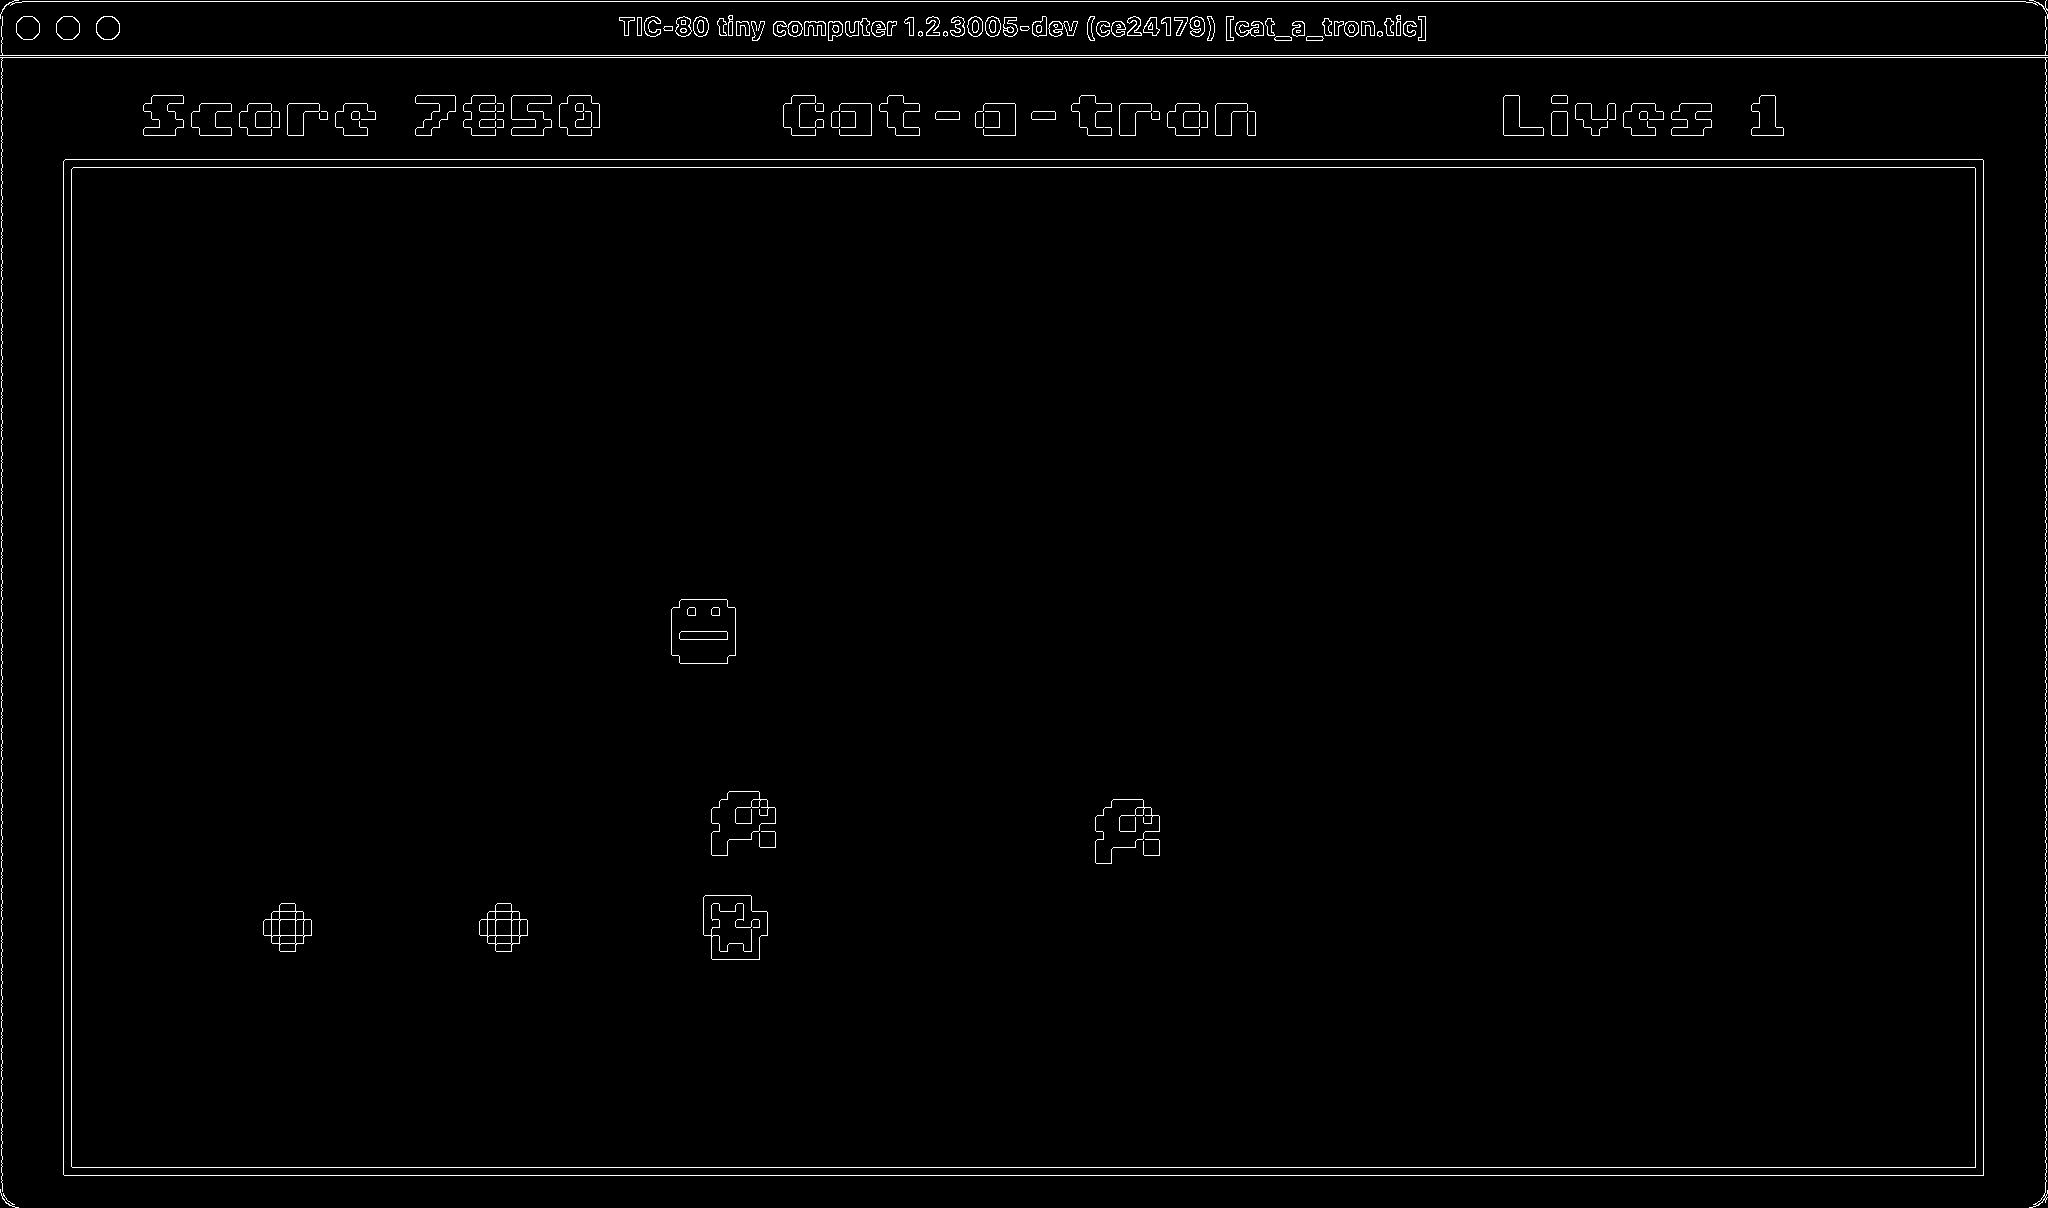 TIC-80 tiny computer 1.2.3005-dev (ce24179) [cat_a_tron.tic]
Score 7850 Cat-a-tron Lives 1